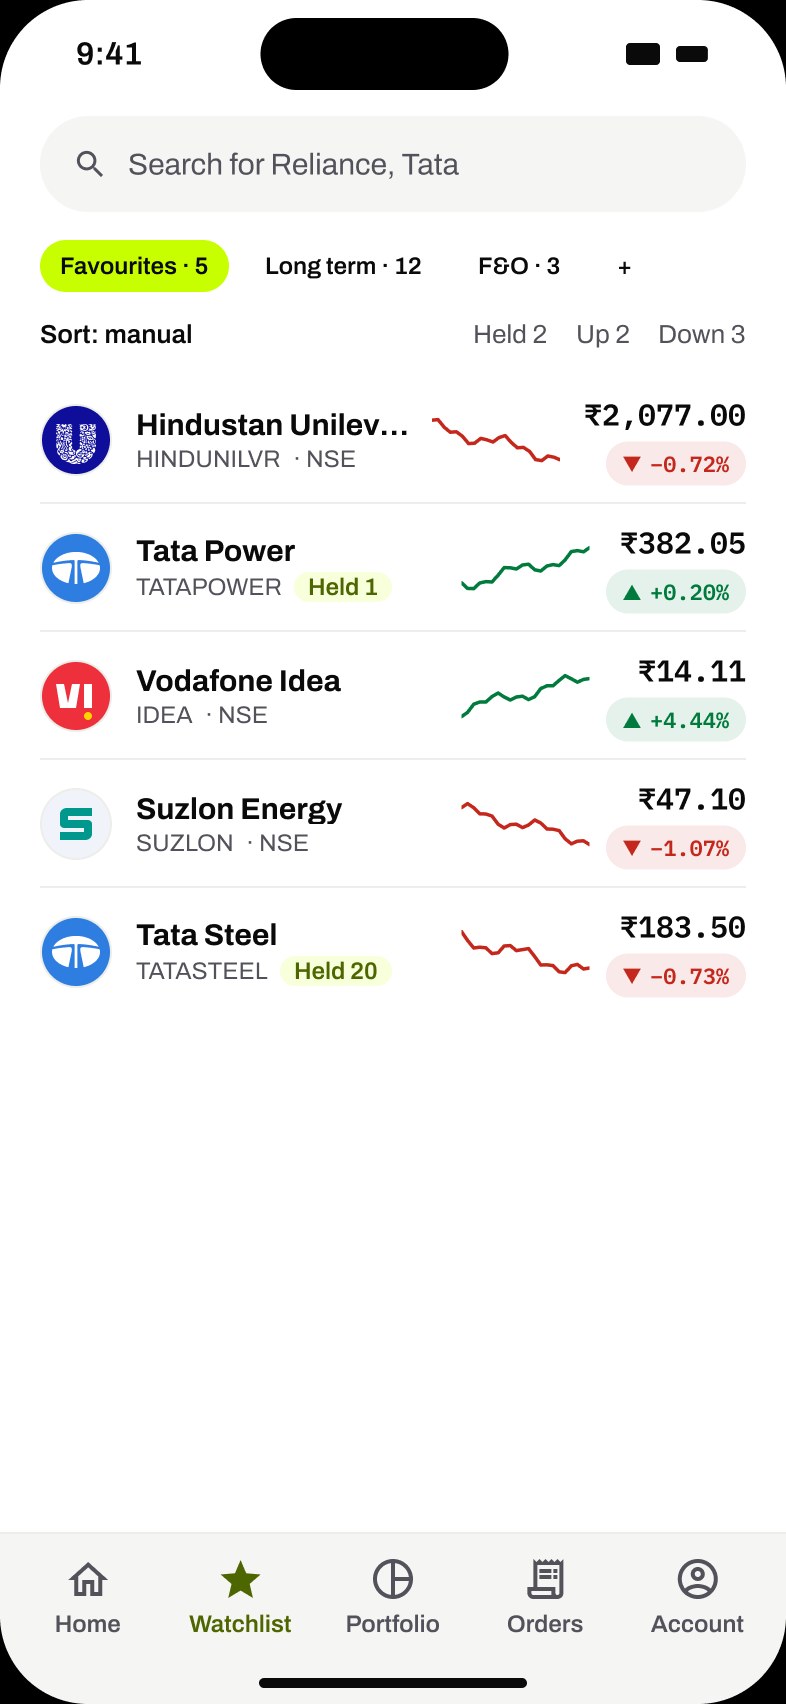 9:41
Search for Reliance, Tata
Favourites · 5 Long term · 12 F&O · 3 +
Sort: manual Held 2 Up 2 Down 3
Hindustan Unilev... ₹2,077.00
HINDUNILVR · NSE ▼ −0.72%
Tata Power ₹382.05
TATAPOWER Held 1 ▲ +0.20%
Vodafone Idea ₹14.11
IDEA · NSE ▲ +4.44%
Suzlon Energy ₹47.10
SUZLON · NSE ▼ −1.07%
Tata Steel ₹183.50
TATASTEEL Held 20 ▼ −0.73%
Home Watchlist Portfolio Orders Account